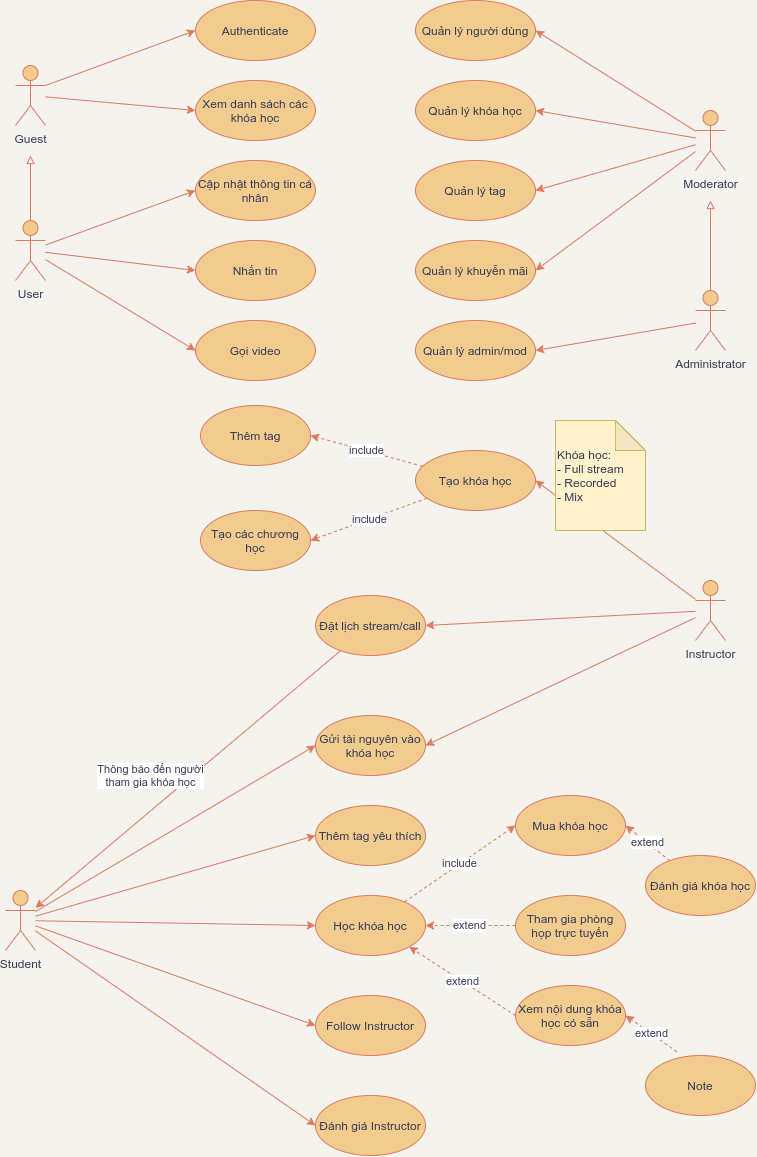 Authenticate
Quản lý người dùng
Xem danh sách các
khóa học
Quản lý khóa học
Guest
Moderator
Cập nhật thông tin cá
nhân
Quản lý tag
Nhắn tin
Quản lý khuyễn mãi
User
Gọi video
Quản lý admin/mod
Administrator
Thêm tag
include
Tạo khóa học
Khóa học:
- Full stream
- Recorded
- Mix
include
Tạo các chương
học
Đặt lịch stream/call
Instructor
Gửi tài nguyên vào
khóa học
Thông báo đến người
tham gia khóa học
Thêm tag yêu thích
Mua khóa học
extend
include
Đánh giá khóa học
Học khóa học
extend
Tham gia phòng
họp trực tuyến
Student
extend
Xem nội dung khóa
học có sẵn
Follow Instructor
extend
Note
Đánh giá Instructor